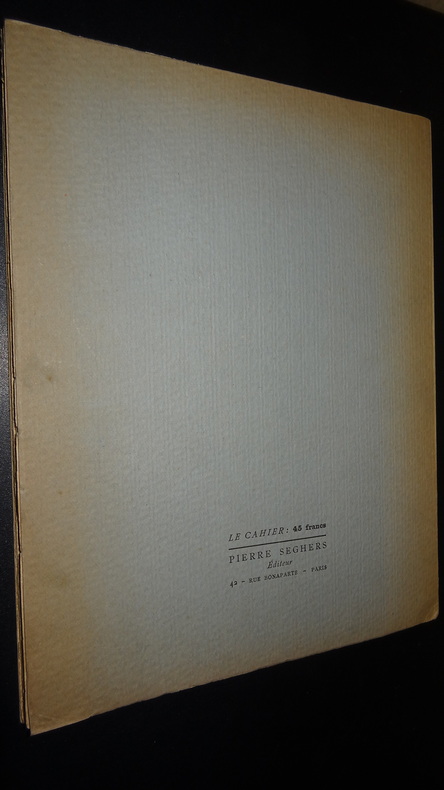 LE CAHIER : 45 francs
PIERRE SEGHERS
Éditeur
42 – RUE BONAPARTE – PARIS